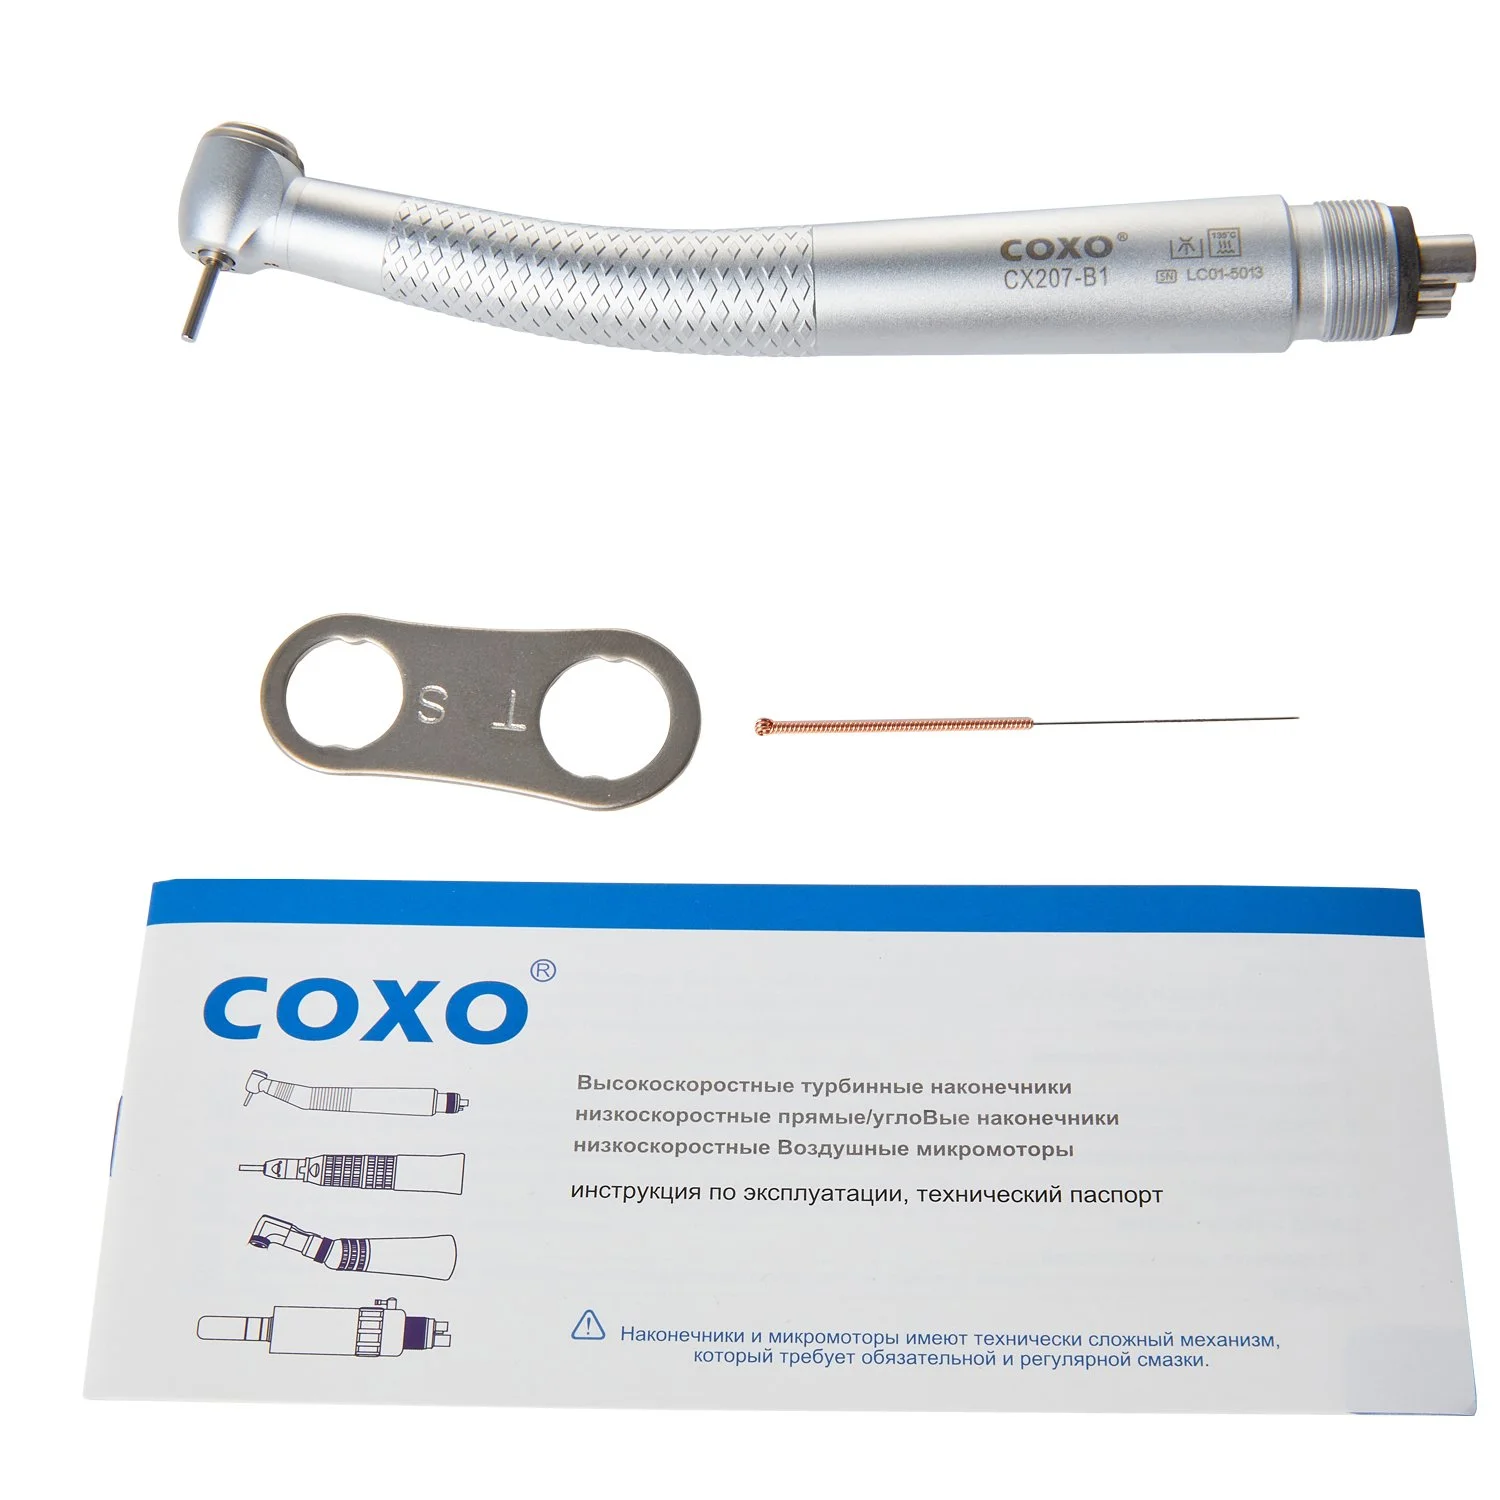 COXO®
135°C
CX207-B1
SN LC01-5013
S T
COXO®
Высокоскоростные турбинные наконечники
низкоскоростные прямые/углоВые наконечники
низкоскоростные Воздушные микромоторы
инструкция по эксплуатации, технический паспорт
Наконечники и микромоторы имеют технически сложный механизм,
который требует обязательной и регулярной смазки.